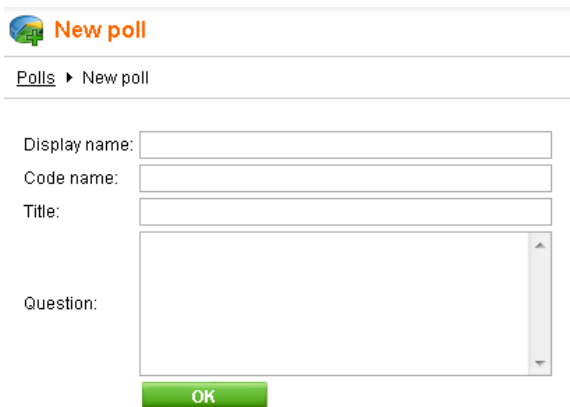 New poll
Polls New poll
Display name:
Code name:
Title:
Question:
OK